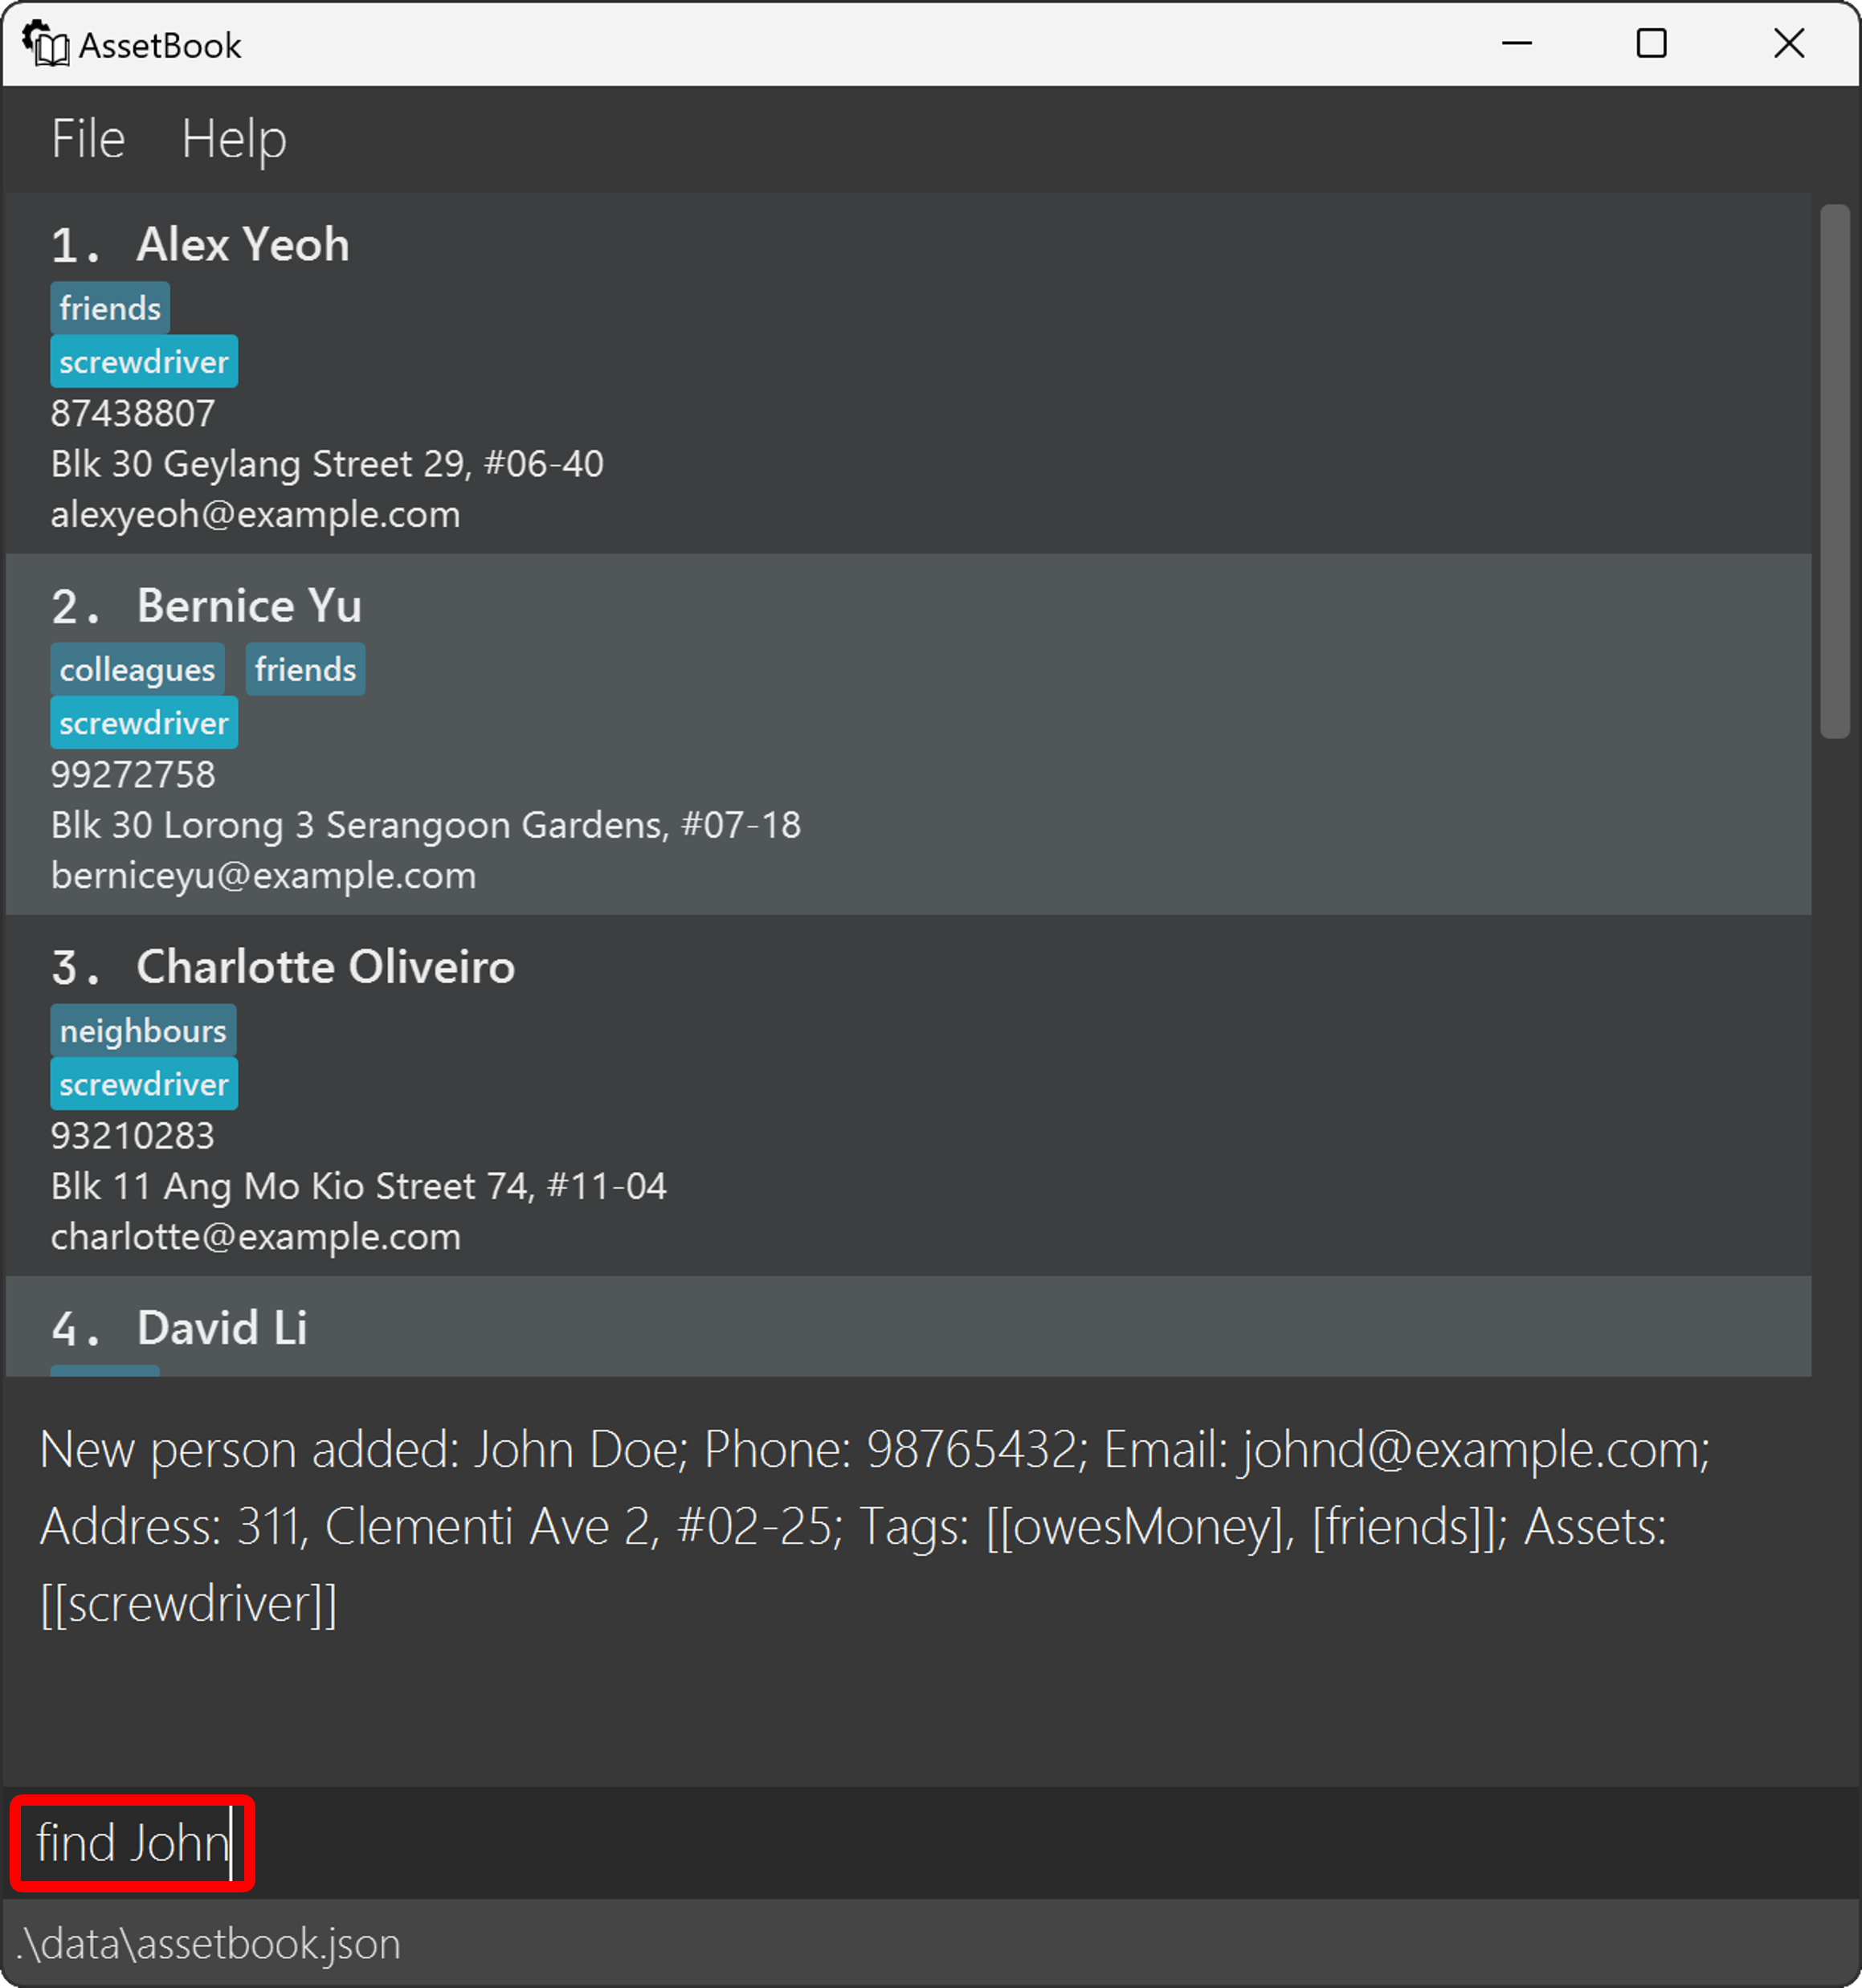 AssetBook
File Help
1. Alex Yeoh
friends
screwdriver
87438807
Blk 30 Geylang Street 29, #06-40
alexyeoh@example.com
2. Bernice Yu
colleagues friends
screwdriver
99272758
Blk 30 Lorong 3 Serangoon Gardens, #07-18
berniceyu@example.com
3. Charlotte Oliveiro
neighbours
screwdriver
93210283
Blk 11 Ang Mo Kio Street 74, #11-04
charlotte@example.com
4. David Li
New person added: John Doe; Phone: 98765432; Email: johnd@example.com;
Address: 311, Clementi Ave 2, #02-25; Tags: [[owesMoney], [friends]]; Assets:
[[screwdriver]]
find John
.\data\assetbook.json